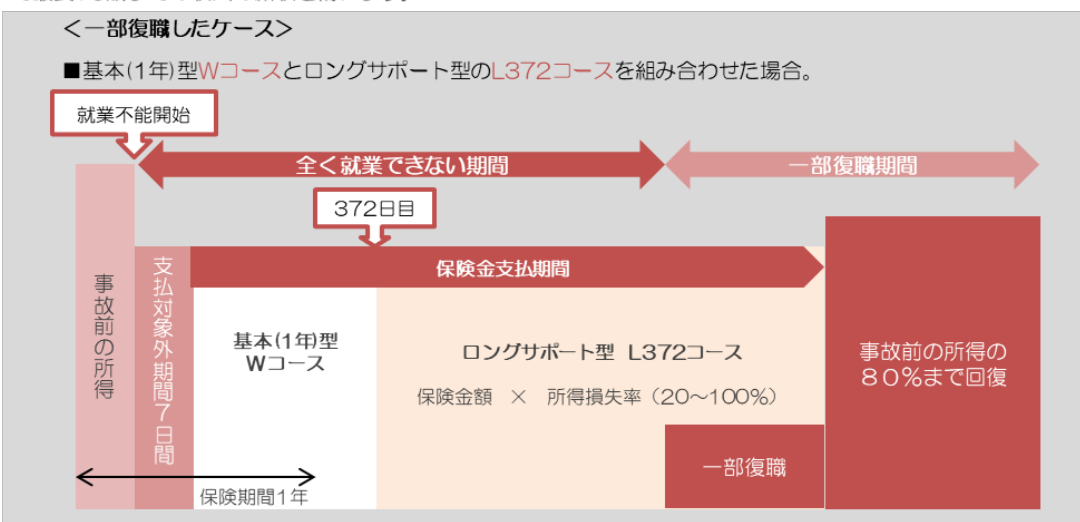 <一部復職したケース>
■基本(1年)型Wコースとロングサポート型のL372コースを組み合わせた場合。
就業不能開始
全く就業できない期間
一部復職期間
372日目
保険金支払期間
事故前の所得
支払対象外期間7日間
基本(1年)型
Wコース
ロングサポート型 L372コース
保険金額 × 所得損失率(20~100%)
事故前の所得の
80%まで回復
一部復職
保険期間1年